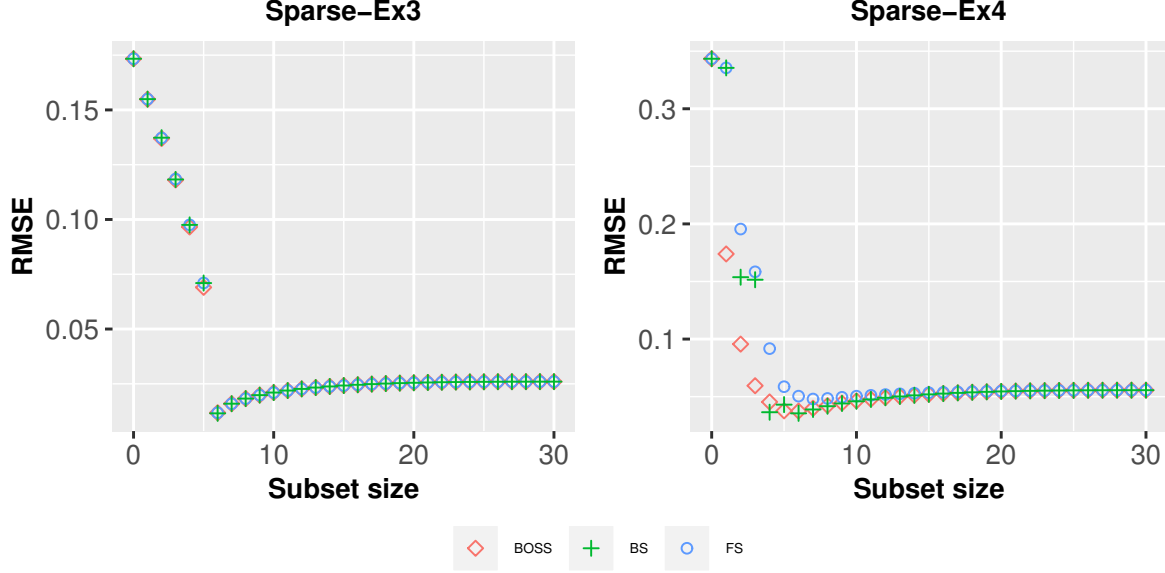 Sparse−Ex3
Sparse−Ex4
RMSE
0.15
0.10
0.05
0
10
20
30
Subset size
RMSE
0.3
0.2
0.1
0
10
20
30
Subset size
BOSS
BS
FS